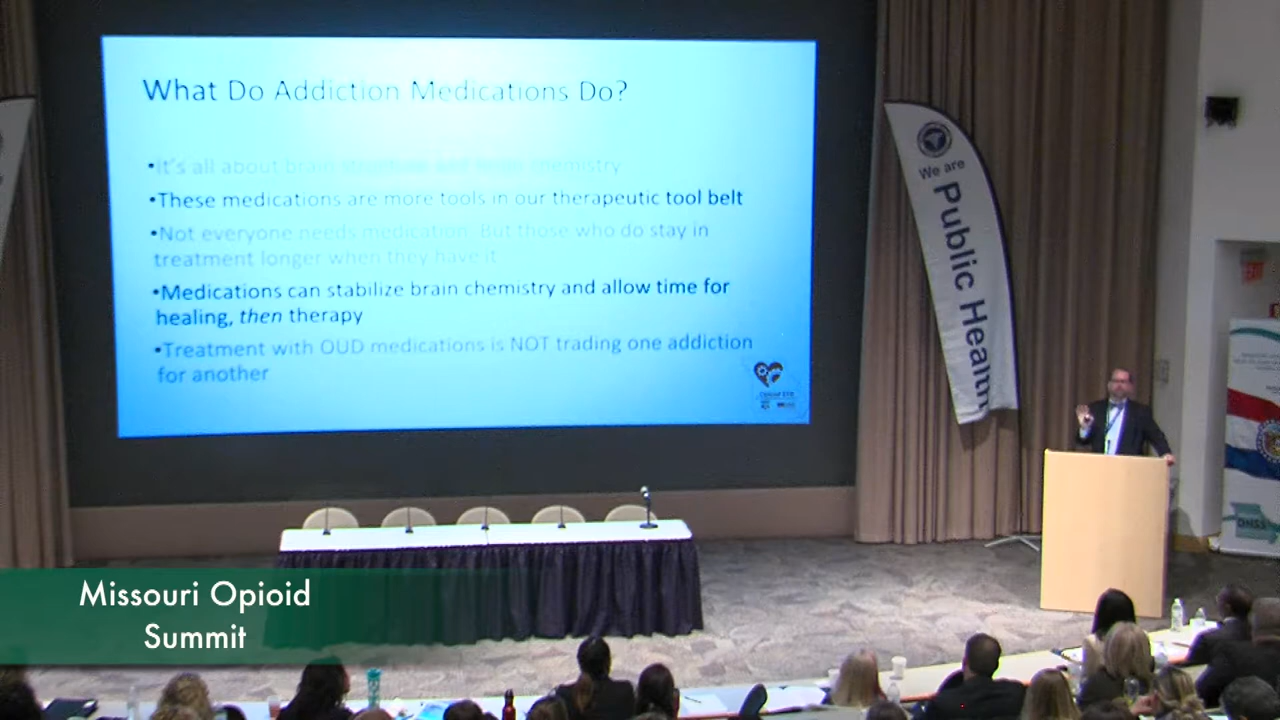 What Do Addiction Medications Do?
•It's all about brain structure and brain chemistry
•These medications are more tools in our therapeutic tool belt
•Not everyone needs medication. But those who do stay in
treatment longer when they have it
•Medications can stabilize brain chemistry and allow time for
healing, then therapy
•Treatment with OUD medications is NOT trading one addiction
for another
We are
Public Health
EXIT
DHSS
Missouri Opioid
Summit